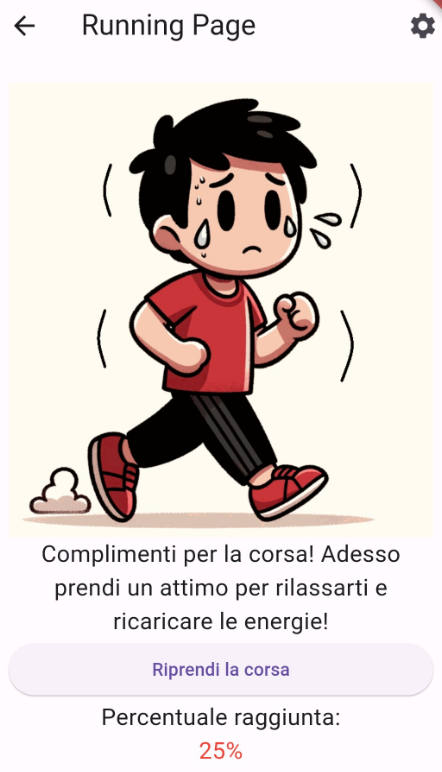 Running Page
Complimenti per la corsa! Adesso
prendi un attimo per rilassarti e
ricaricare le energie!
Riprendi la corsa
Percentuale raggiunta:
25%